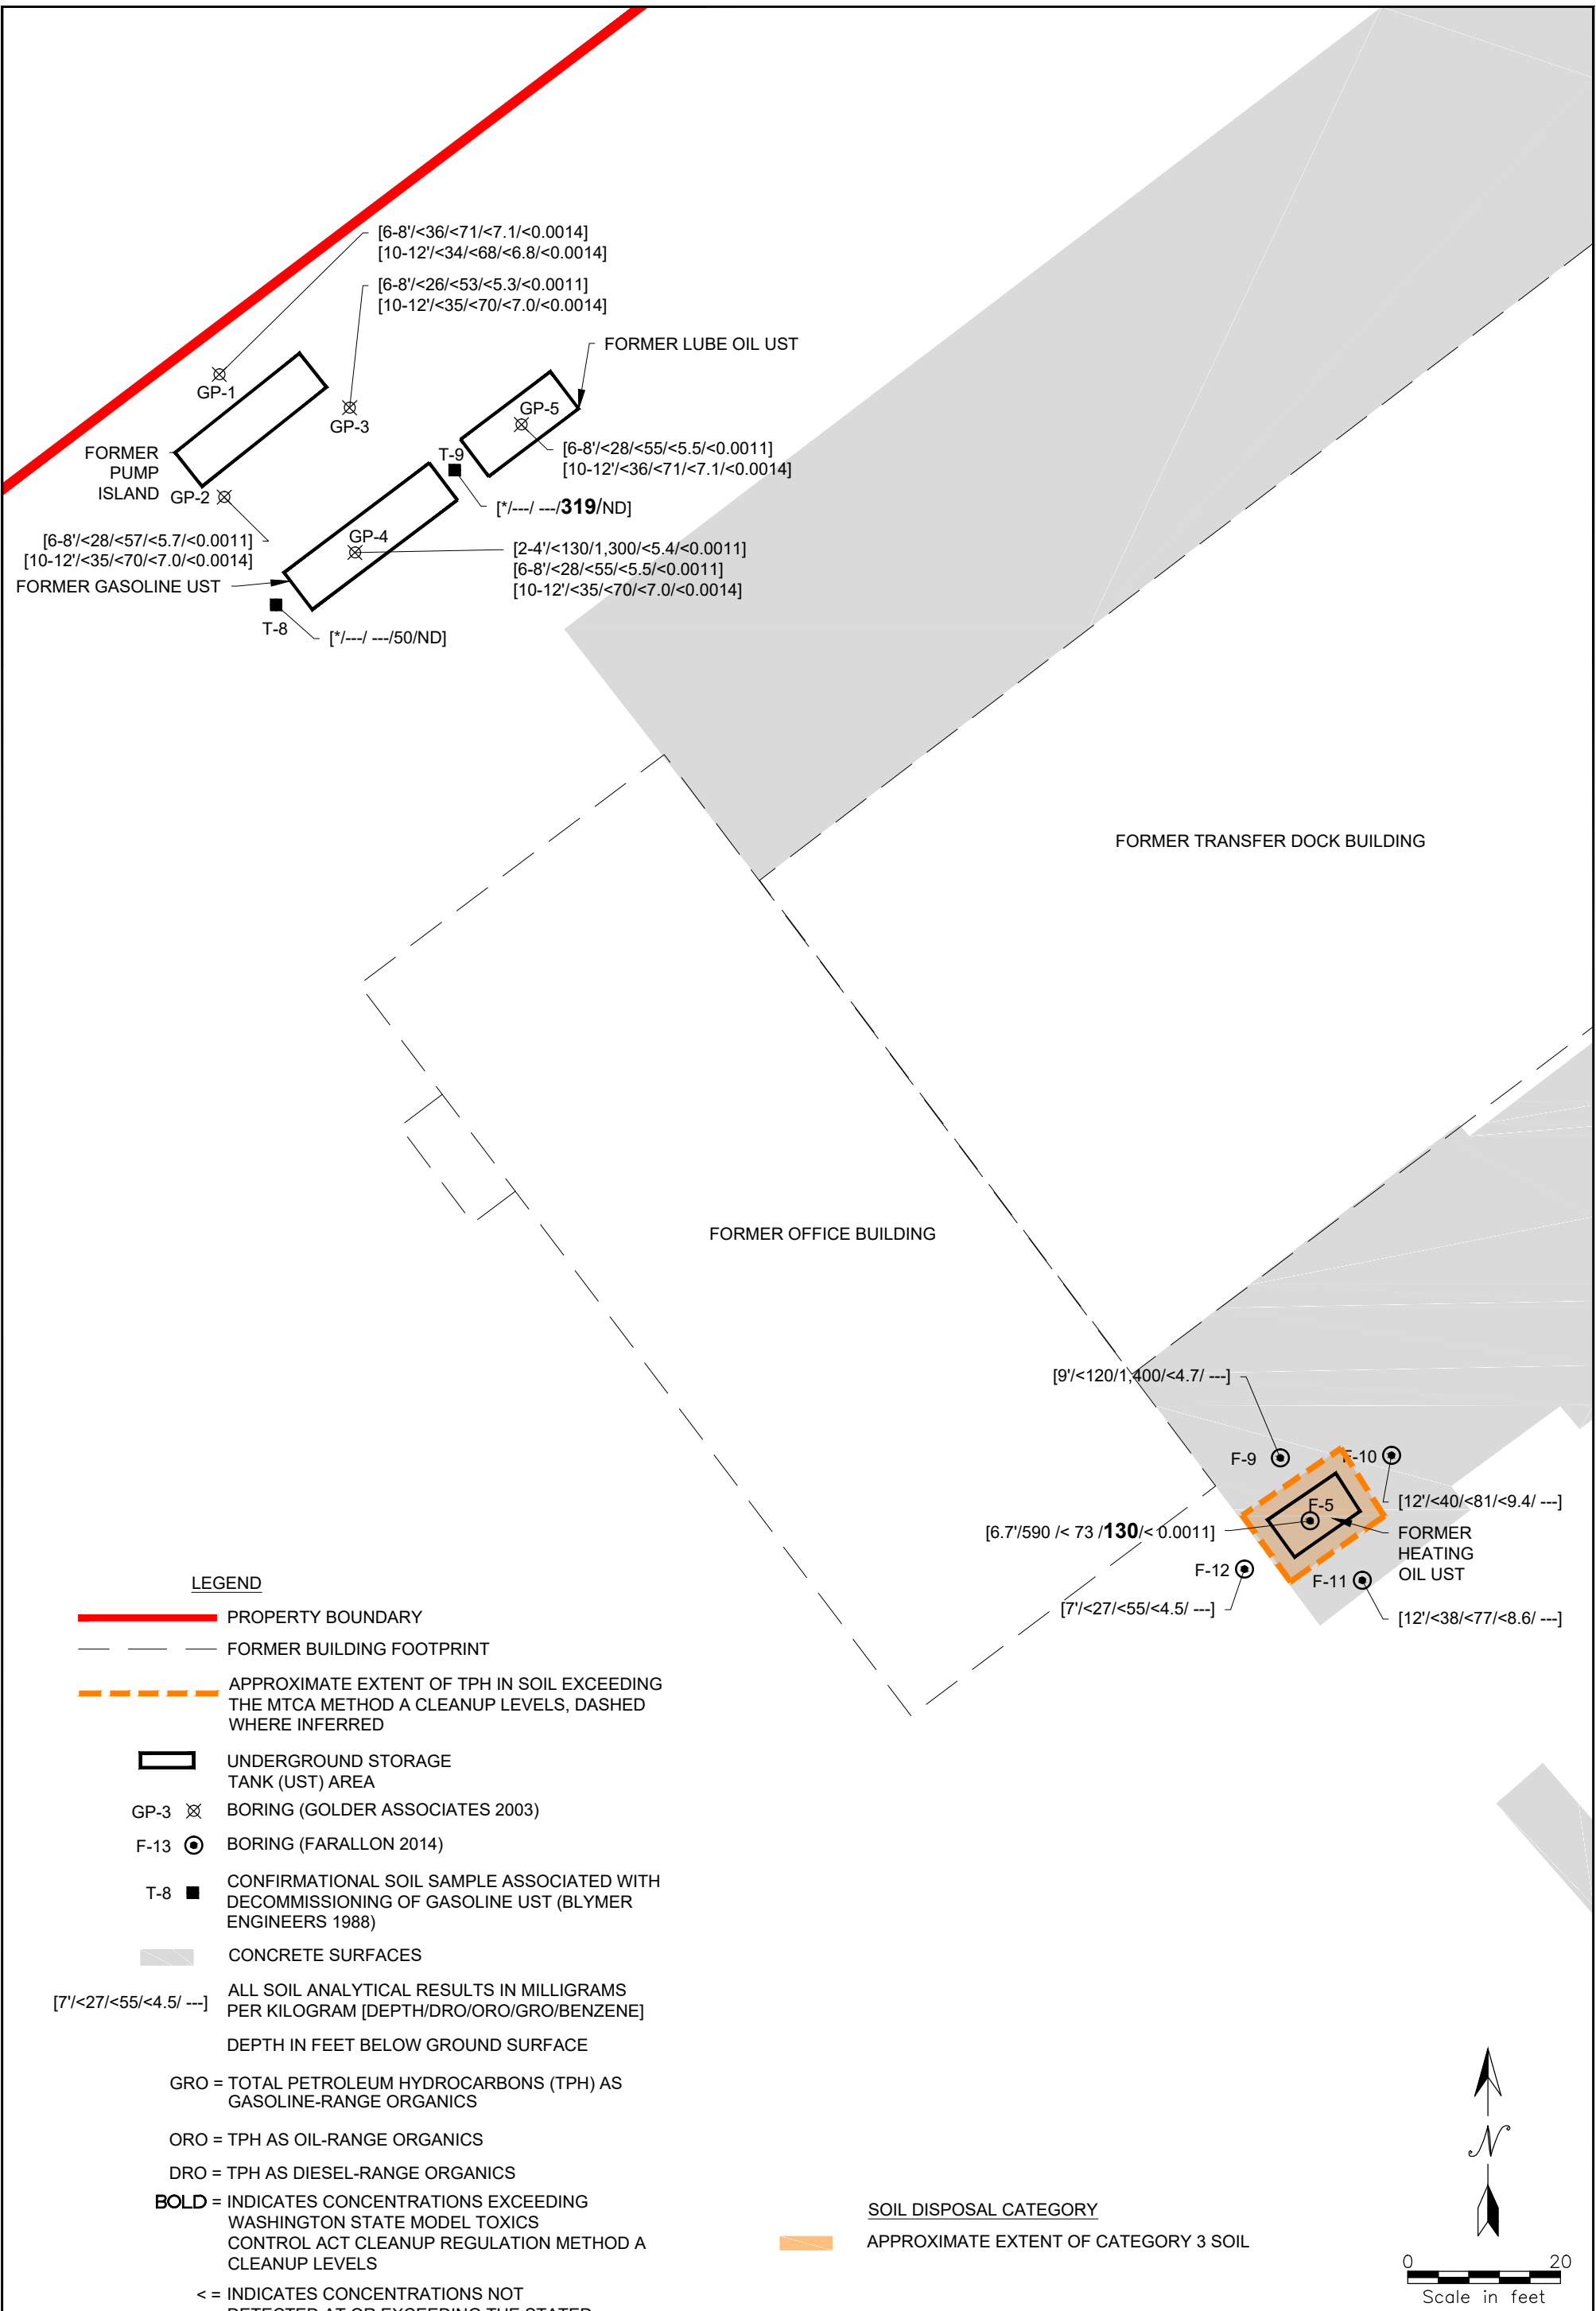 [6-8'/<36/<71/<7.1/<0.0014]
[10-12'/<34/<68/<6.8/<0.0014]
[6-8'/<26/<53/<5.3/<0.0011]
[10-12'/<35/<70/<7.0/<0.0014]
FORMER LUBE OIL UST
GP-1
GP-3
GP-5
FORMER
PUMP
ISLAND
GP-2
T-9
[6-8'/<28/<55/<5.5/<0.0011]
[10-12'/<36/<71/<7.1/<0.0014]
[*/---/ ---/319/ND]
[6-8'/<28/<57/<5.7/<0.0011]
[10-12'/<35/<70/<7.0/<0.0014]
GP-4
[2-4'/<130/1,300/<5.4/<0.0011]
[6-8'/<28/<55/<5.5/<0.0011]
[10-12'/<35/<70/<7.0/<0.0014]
FORMER GASOLINE UST
T-8
[*/---/ ---/50/ND]
FORMER TRANSFER DOCK BUILDING
FORMER OFFICE BUILDING
[9'/<120/1,400/<4.7/ ---]
F-9
F-10
[12'/<40/<81/<9.4/ ---]
F-5
[6.7'/590 /< 73 /130/< 0.0011]
FORMER
HEATING
OIL UST
F-12
F-11
[7'/<27/<55/<4.5/ ---]
[12'/<38/<77/<8.6/ ---]
LEGEND
PROPERTY BOUNDARY
FORMER BUILDING FOOTPRINT
APPROXIMATE EXTENT OF TPH IN SOIL EXCEEDING
THE MTCA METHOD A CLEANUP LEVELS, DASHED
WHERE INFERRED
UNDERGROUND STORAGE
TANK (UST) AREA
GP-3 BORING (GOLDER ASSOCIATES 2003)
F-13 BORING (FARALLON 2014)
T-8 CONFIRMATIONAL SOIL SAMPLE ASSOCIATED WITH
DECOMMISSIONING OF GASOLINE UST (BLYMER
ENGINEERS 1988)
CONCRETE SURFACES
[7'/<27/<55/<4.5/ ---] ALL SOIL ANALYTICAL RESULTS IN MILLIGRAMS
PER KILOGRAM [DEPTH/DRO/ORO/GRO/BENZENE]
DEPTH IN FEET BELOW GROUND SURFACE
GRO = TOTAL PETROLEUM HYDROCARBONS (TPH) AS
GASOLINE-RANGE ORGANICS
ORO = TPH AS OIL-RANGE ORGANICS
DRO = TPH AS DIESEL-RANGE ORGANICS
BOLD = INDICATES CONCENTRATIONS EXCEEDING
WASHINGTON STATE MODEL TOXICS
CONTROL ACT CLEANUP REGULATION METHOD A
CLEANUP LEVELS
< = INDICATES CONCENTRATIONS NOT
DETECTED AT OR EXCEEDING THE STATED
SOIL DISPOSAL CATEGORY
APPROXIMATE EXTENT OF CATEGORY 3 SOIL
N
0 20
Scale in feet